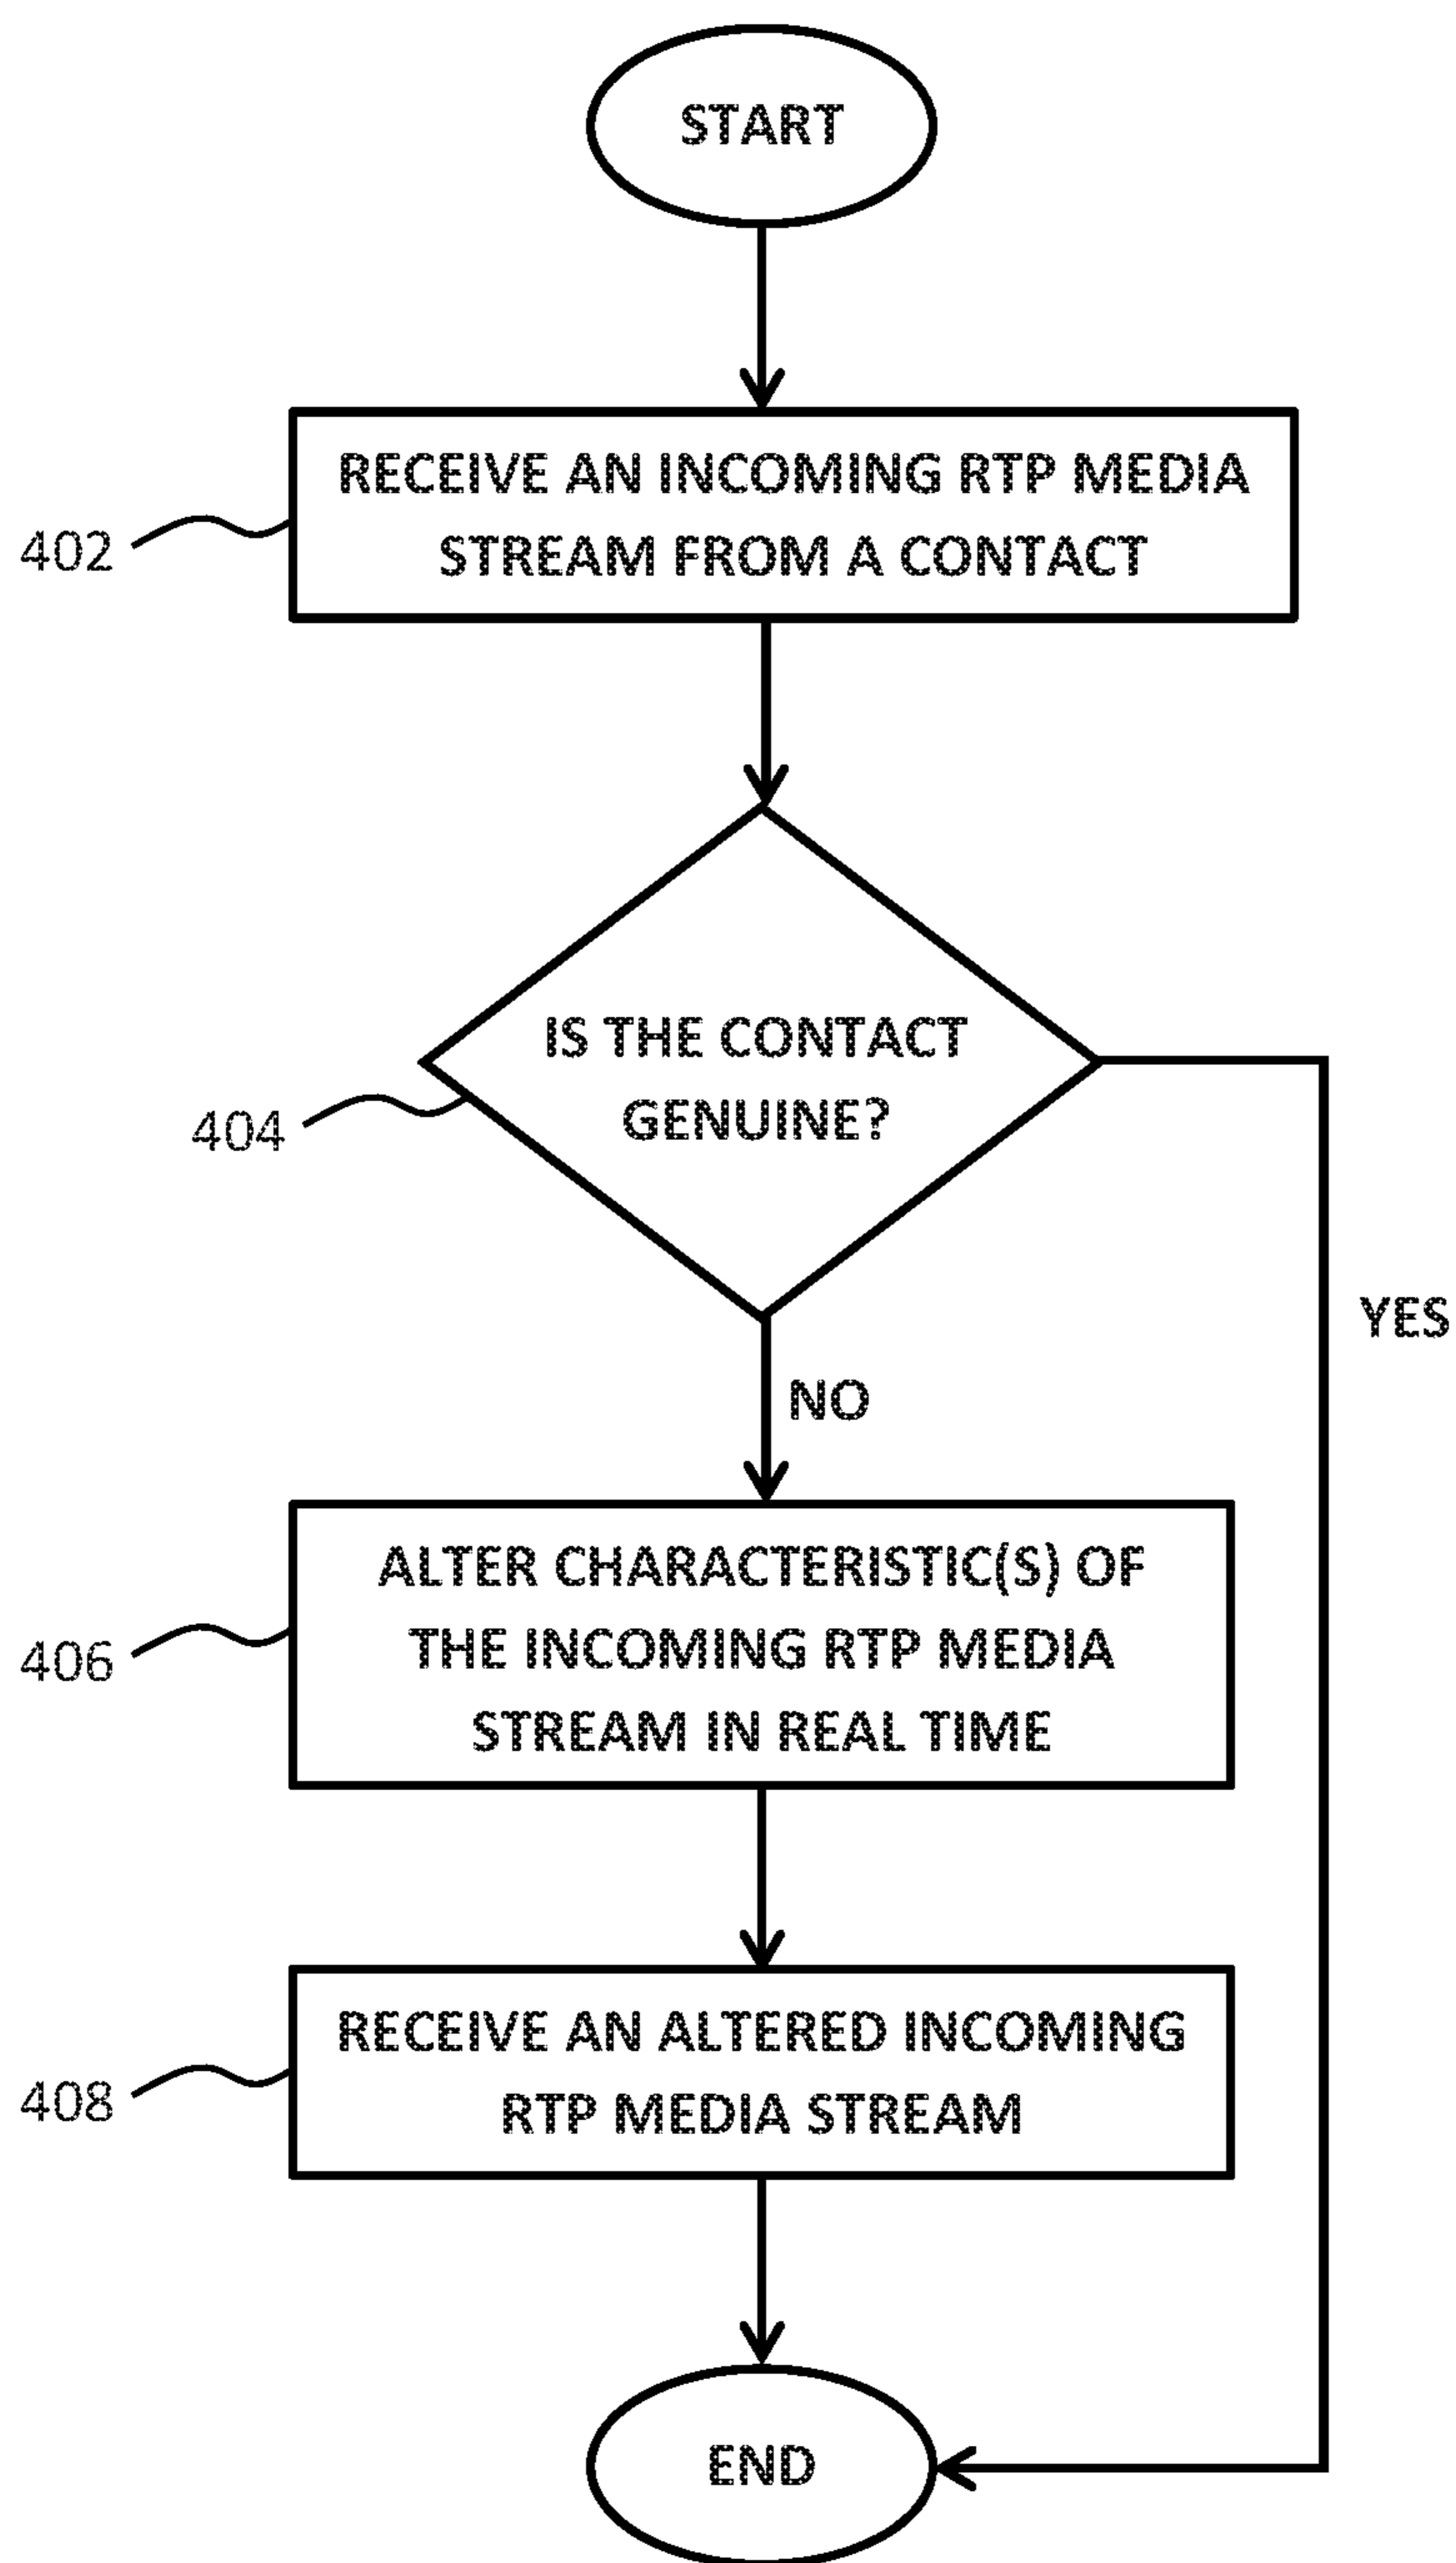 START
RECEIVE AN INCOMING RTP MEDIA
STREAM FROM A CONTACT
402
IS THE CONTACT
GENUINE?
404
YES
NO
ALTER CHARACTERISTIC(S) OF
THE INCOMING RTP MEDIA
STREAM IN REAL TIME
406
RECEIVE AN ALTERED INCOMING
RTP MEDIA STREAM
408
END